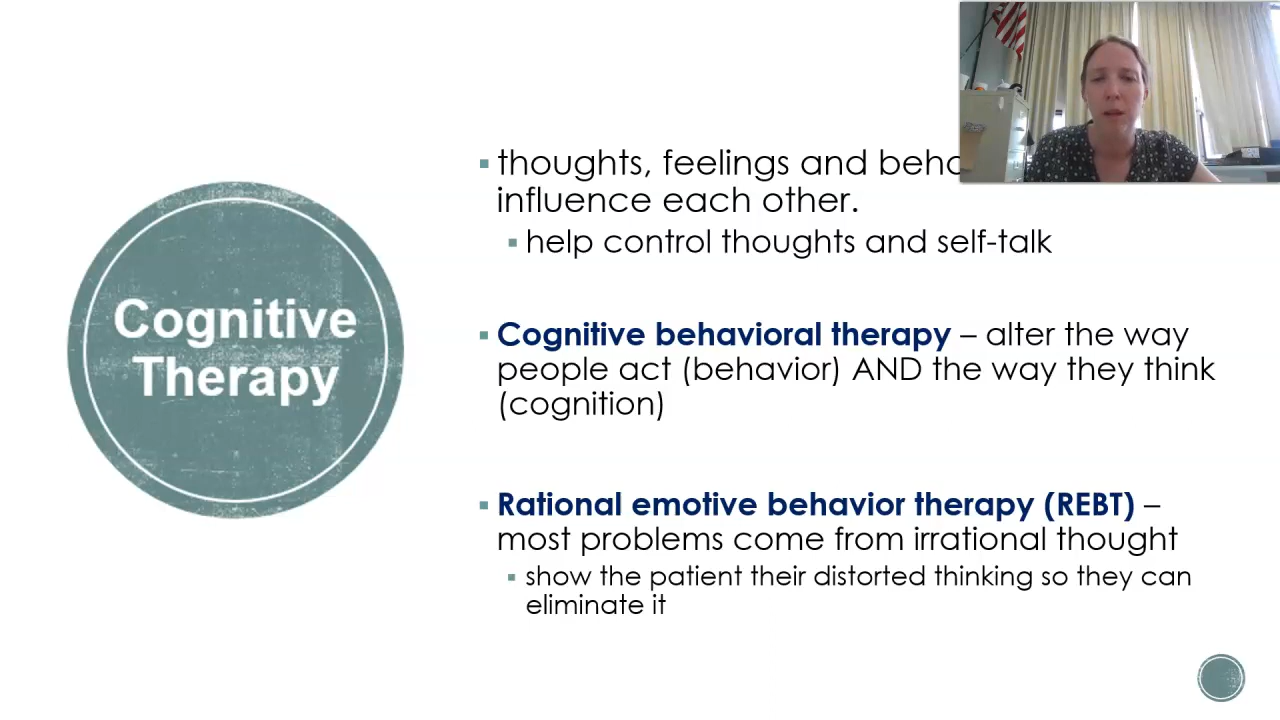 Cognitive
Therapy
thoughts, feelings and
influence each other.
help control thoughts and self-talk
Cognitive behavioral therapy – alter the way
people act (behavior) AND the way they think
(cognition)
Rational emotive behavior therapy (REBT) –
most problems come from irrational thought
show the patient their distorted thinking so they can
eliminate it